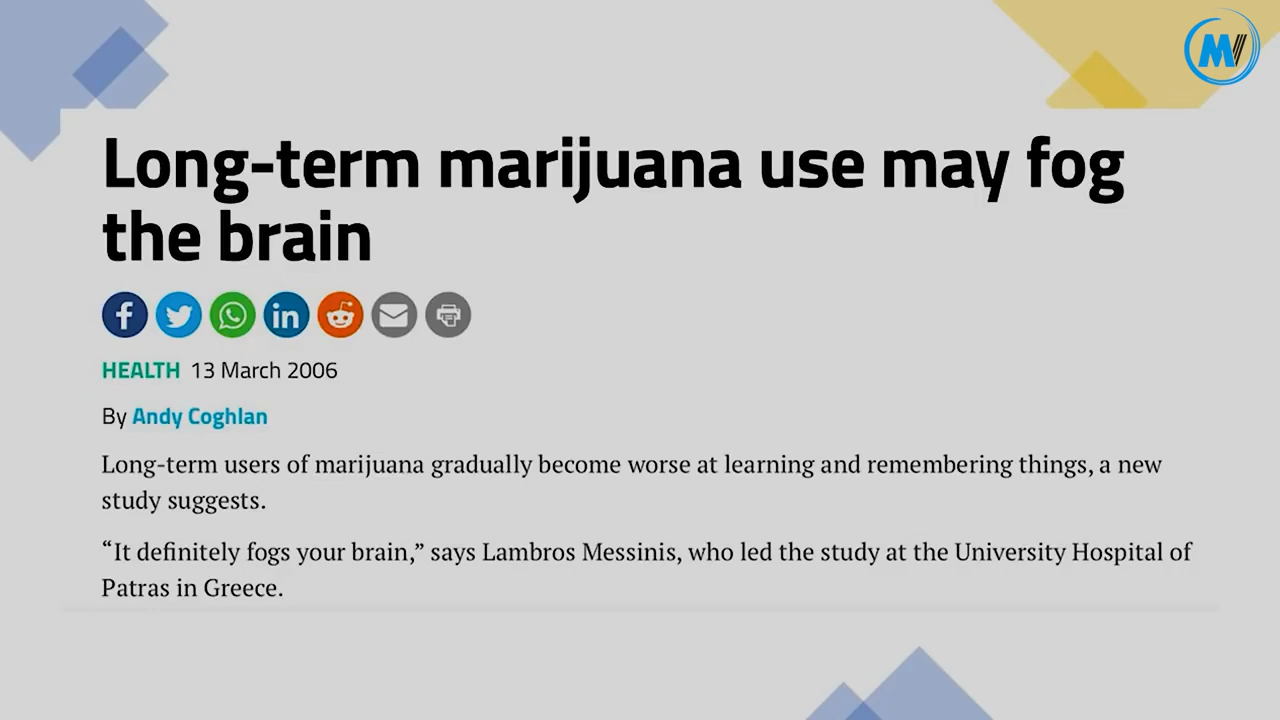 MV
Long-term marijuana use may fog
the brain
HEALTH 13 March 2006
By Andy Coghlan
Long-term users of marijuana gradually become worse at learning and remembering things, a new
study suggests.
“It definitely fogs your brain,” says Lambros Messinis, who led the study at the University Hospital of
Patras in Greece.